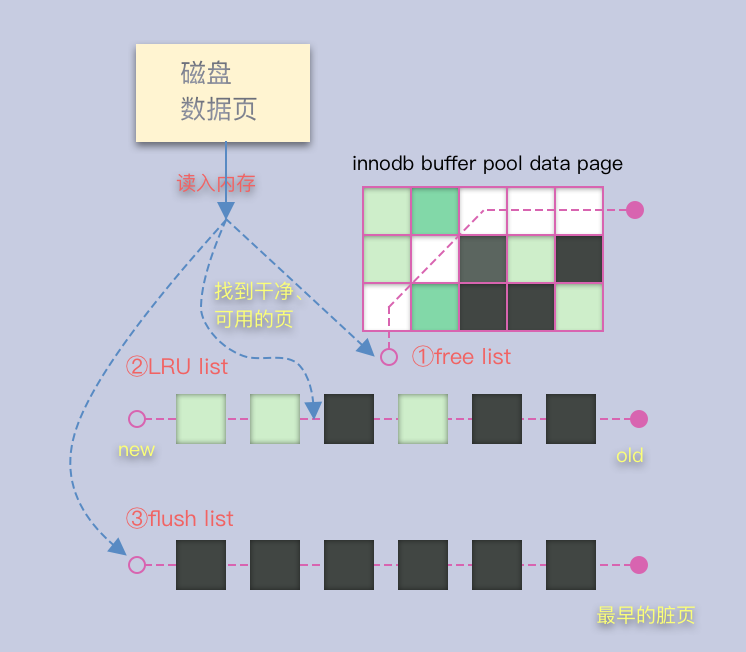 磁盘
数据页
读入内存
innodb buffer pool data page
找到干净、
可用的页
①free list
②LRU list
new
old
③flush list
最早的脏页